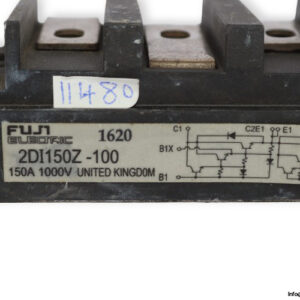 11480
FUJI
ELECTRIC
1620
2DI150Z-100
150A 1000V UNITED KINGDOM
C1
C2E1
E1
B1X
B1